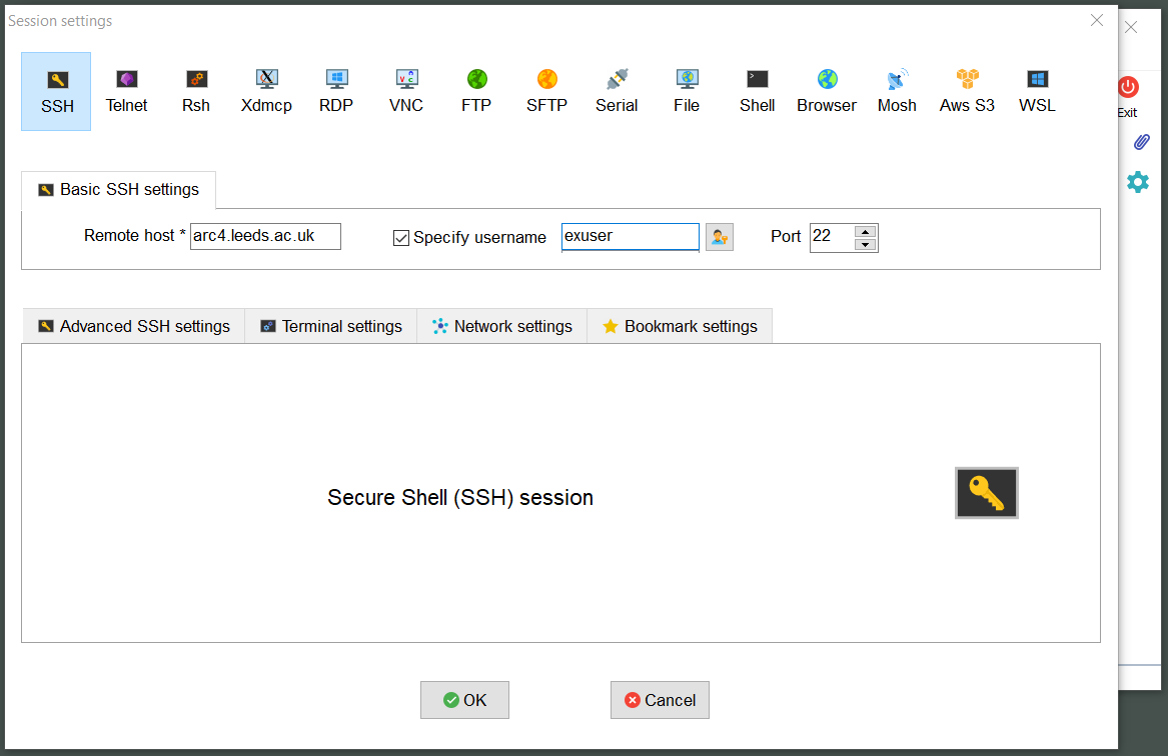 Session settings
SSH Telnet Rsh Xdmcp RDP VNC FTP SFTP Serial File Shell Browser Mosh Aws S3 WSL
Exit
Basic SSH settings
Remote host * arc4.leeds.ac.uk Specify username exuser Port 22
Advanced SSH settings Terminal settings Network settings Bookmark settings
Secure Shell (SSH) session
OK Cancel